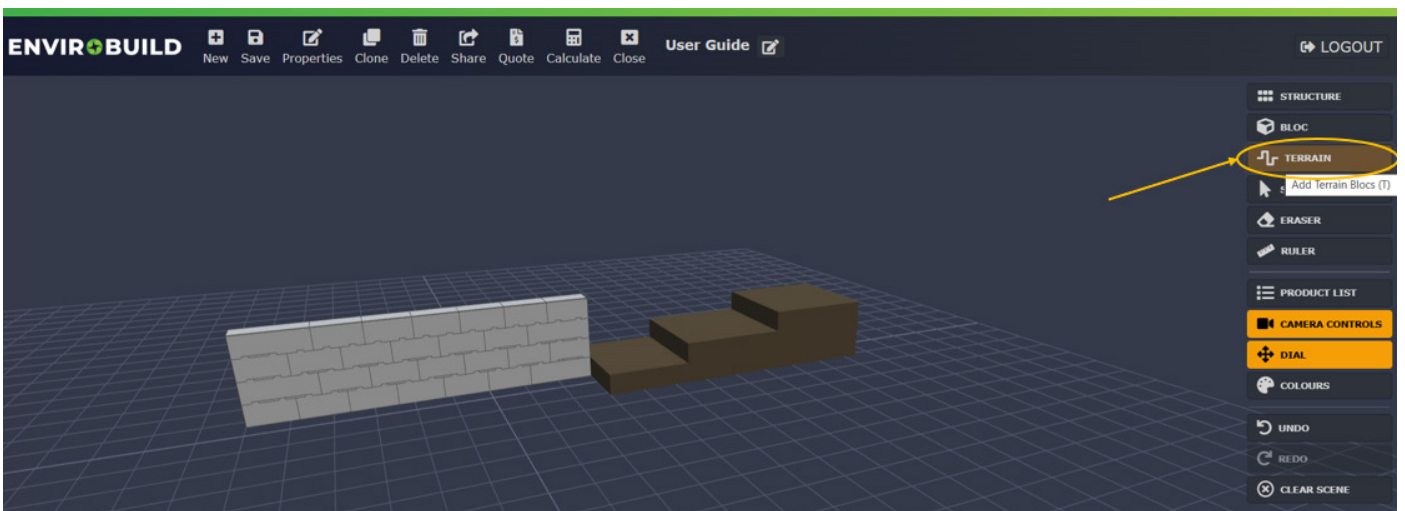 ENVIROBUILD
New Save Properties Clone Delete Share Quote Calculate Close
User Guide
LOGOUT
STRUCTURE
BLOC
TERRAIN
Add Terrain Blocs (T)
ERASER
RULER
PRODUCT LIST
CAMERA CONTROLS
DIAL
COLOURS
UNDO
REDO
CLEAR SCENE